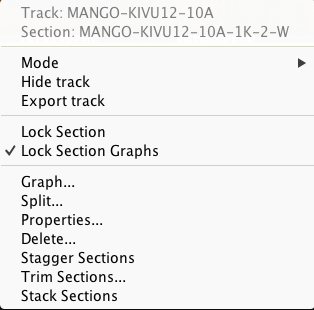 Track: MANGO-KIVU12-10A
Section: MANGO-KIVU12-10A-1K-2-W
Mode
Hide track
Export track
Lock Section
Lock Section Graphs
Graph...
Split...
Properties...
Delete...
Stagger Sections
Trim Sections...
Stack Sections